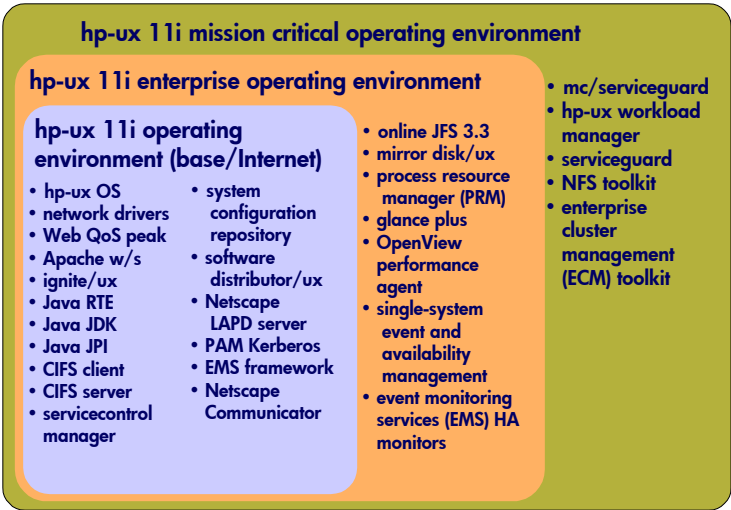 hp-ux 11i mission critical operating environment
hp-ux 11i enterprise operating environment
hp-ux 11i operating
environment (base/Internet)
• hp-ux OS
• network drivers
• Web QoS peak
• Apache w/s
• ignite/ux
• Java RTE
• Java JDK
• Java JPI
• CIFS client
• CIFS server
• servicecontrol
manager
• system
configuration
repository
• software
distributor/ux
• Netscape
LAPD server
• PAM Kerberos
• EMS framework
• Netscape
Communicator
• online JFS 3.3
• mirror disk/ux
• process resource
manager (PRM)
• glance plus
• OpenView
performance
agent
• single-system
event and
availability
management
• event monitoring
services (EMS) HA
monitors
• mc/serviceguard
• hp-ux workload
manager
• serviceguard
• NFS toolkit
• enterprise
cluster
management
(ECM) toolkit